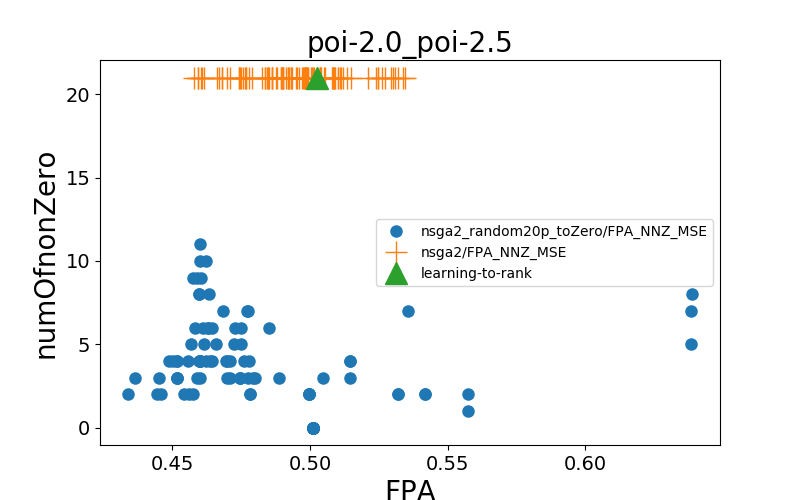 poi-2.0_poi-2.5
numOfnonZero
20
15
10
5
0
nsga2_random20p_toZero/FPA_NNZ_MSE
nsga2/FPA_NNZ_MSE
learning-to-rank
0.45 0.50 0.55 0.60
FPA